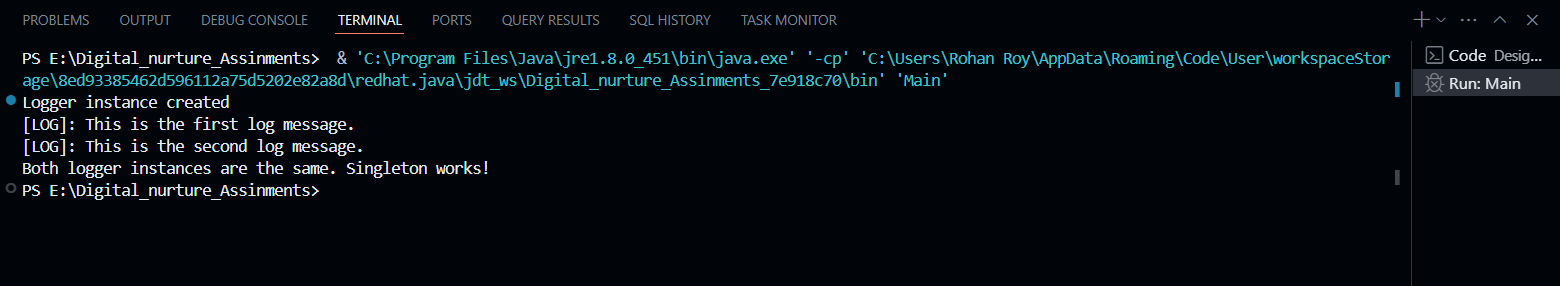 PROBLEMS OUTPUT DEBUG CONSOLE TERMINAL PORTS QUERY RESULTS SQL HISTORY TASK MONITOR
PS E:\Digital_nurture_Assinments>  & 'C:\Program Files\Java\jre1.8.0_451\bin\java.exe' '-cp' 'C:\Users\Rohan Roy\AppData\Roaming\Code\User\workspaceStor
age\8ed93385462d596112a75d5202e82a8d\redhat.java\jdt_ws\Digital_nurture_Assinments_7e918c70\bin' 'Main'
Logger instance created
[LOG]: This is the first log message.
[LOG]: This is the second log message.
Both logger instances are the same. Singleton works!
PS E:\Digital_nurture_Assinments>
Code Desig...
Run: Main